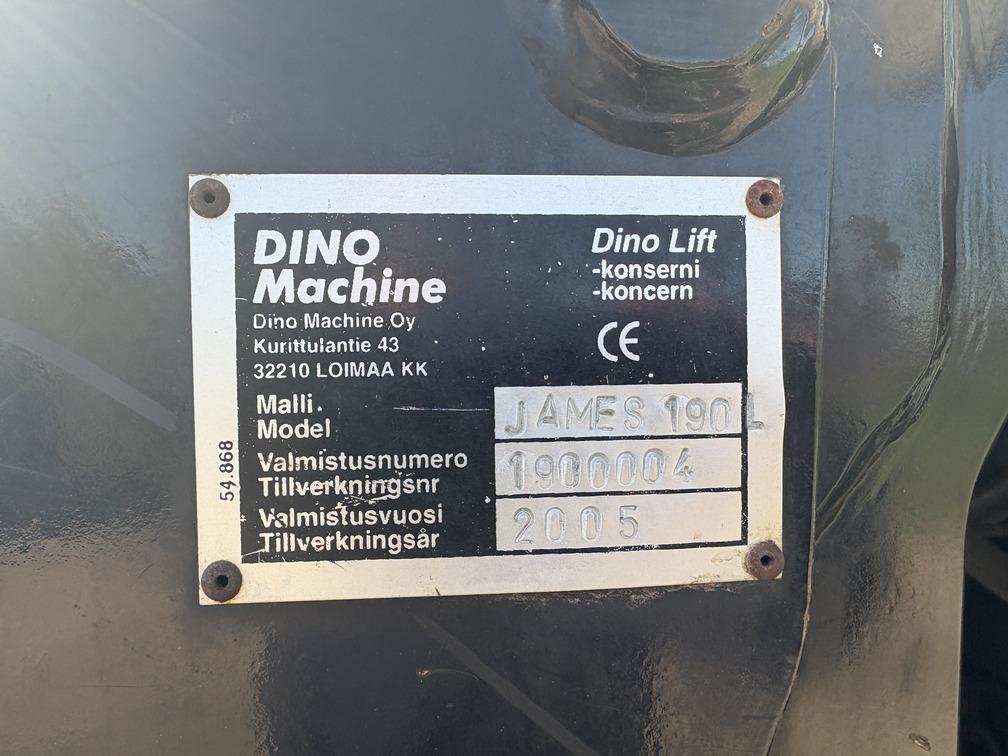 DINO
Machine
Dino Machine Oy
Kurittulantie 43
32210 LOIMAA KK
Dino Lift
-konserni
-koncern
CE
Malli.
Model
JAMES 190 L
Valmistusnumero
Tillverkningsnr
1900004
Valmistusvuosi
Tillverkningsår
2005
54.868